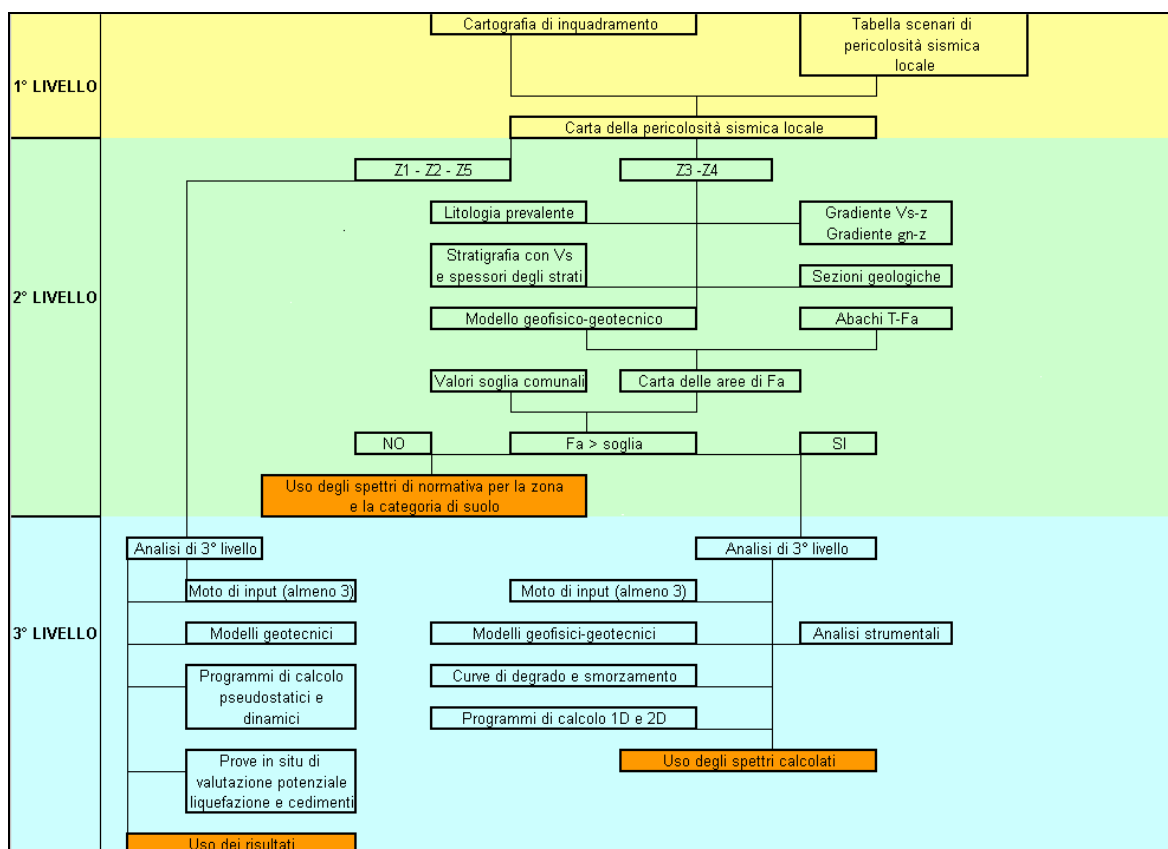 Cartografia di inquadramento
Tabella scenari di
pericolosità sismica
locale
1° LIVELLO
Carta della pericolosità sismica locale
Z1 - Z2 - Z5
Z3 -Z4
Litologia prevalente
Gradiente Vs-z
Gradiente gn-z
Stratigrafia con Vs
e spessori degli strati
Sezioni geologiche
2° LIVELLO
Modello geofisico-geotecnico
Abachi T-Fa
Valori soglia comunali
Carta delle aree di Fa
NO
Fa > soglia
SI
Uso degli spettri di normativa per la zona
e la categoria di suolo
Analisi di 3° livello
Analisi di 3° livello
Moto di input (almeno 3)
Moto di input (almeno 3)
3° LIVELLO
Modelli geotecnici
Modelli geofisici-geotecnici
Analisi strumentali
Programmi di calcolo
pseudostatici e
dinamici
Curve di degrado e smorzamento
Programmi di calcolo 1D e 2D
Prove in situ di
valutazione potenziale
liquefazione e cedimenti
Uso degli spettri calcolati
Uso dei risultati